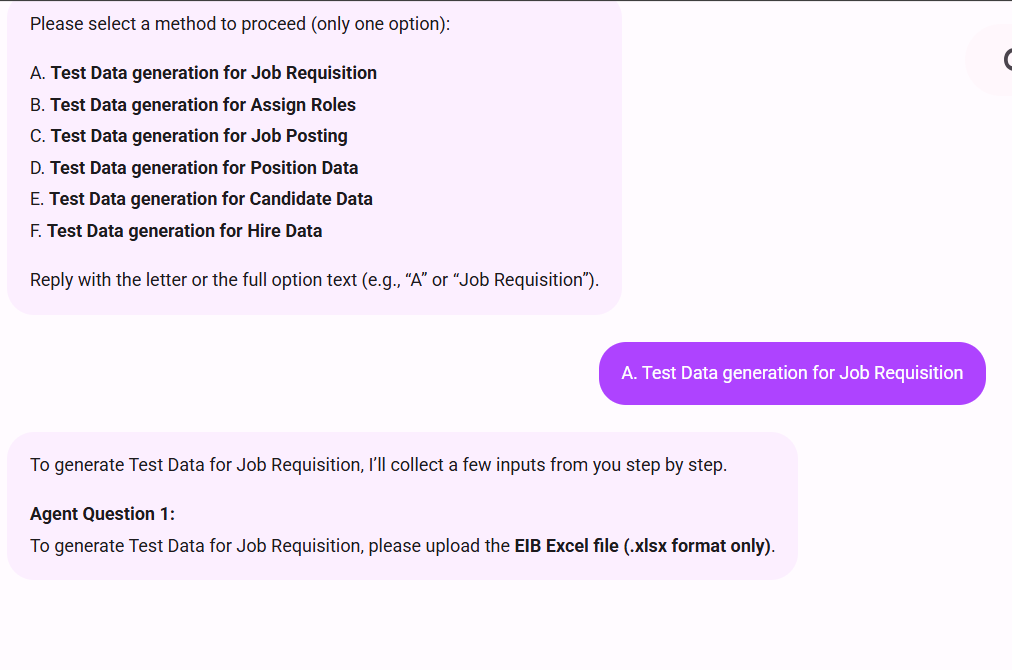 Please select a method to proceed (only one option):
A. Test Data generation for Job Requisition
B. Test Data generation for Assign Roles
C. Test Data generation for Job Posting
D. Test Data generation for Position Data
E. Test Data generation for Candidate Data
F. Test Data generation for Hire Data
Reply with the letter or the full option text (e.g., “A” or “Job Requisition”).
A. Test Data generation for Job Requisition
To generate Test Data for Job Requisition, I’ll collect a few inputs from you step by step.
Agent Question 1:
To generate Test Data for Job Requisition, please upload the EIB Excel file (.xlsx format only).